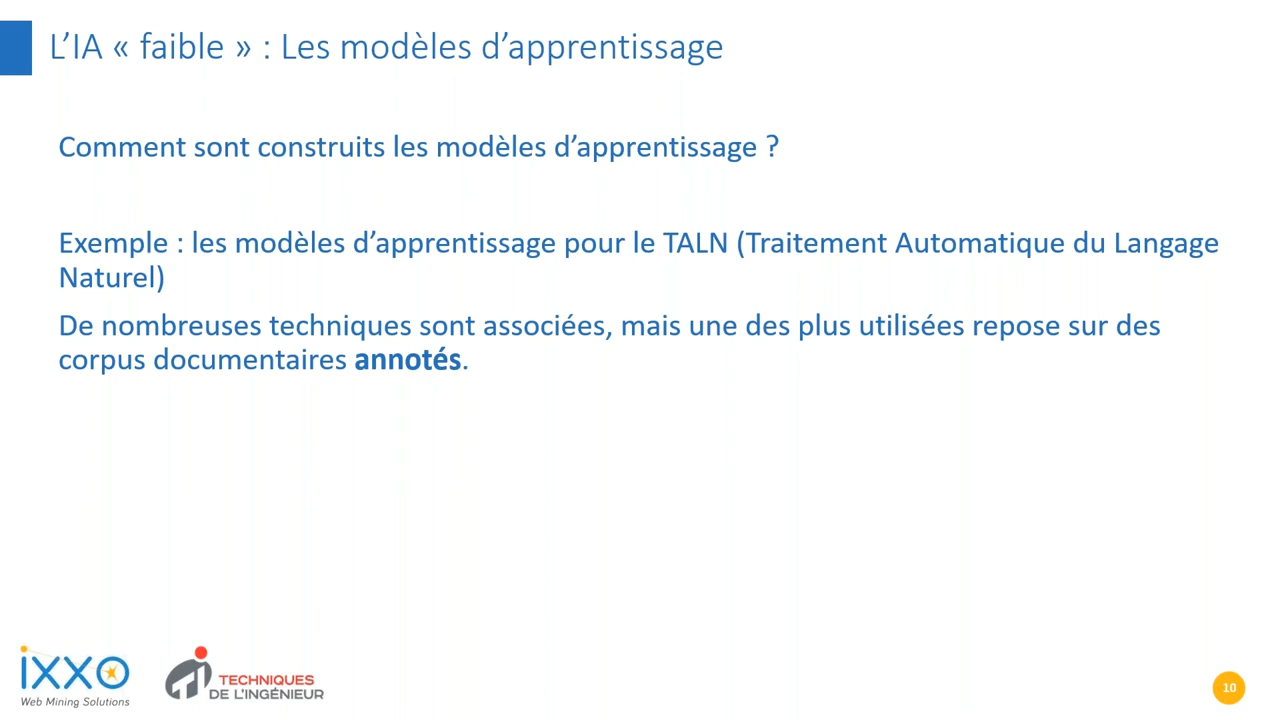 L’IA « faible » : Les modèles d’apprentissage
Comment sont construits les modèles d’apprentissage ?
Exemple : les modèles d’apprentissage pour le TALN (Traitement Automatique du Langage
Naturel)
De nombreuses techniques sont associées, mais une des plus utilisées repose sur des
corpus documentaires annotés.
ixxo
Web Mining Solutions
TECHNIQUES
DE L'INGÉNIEUR
10